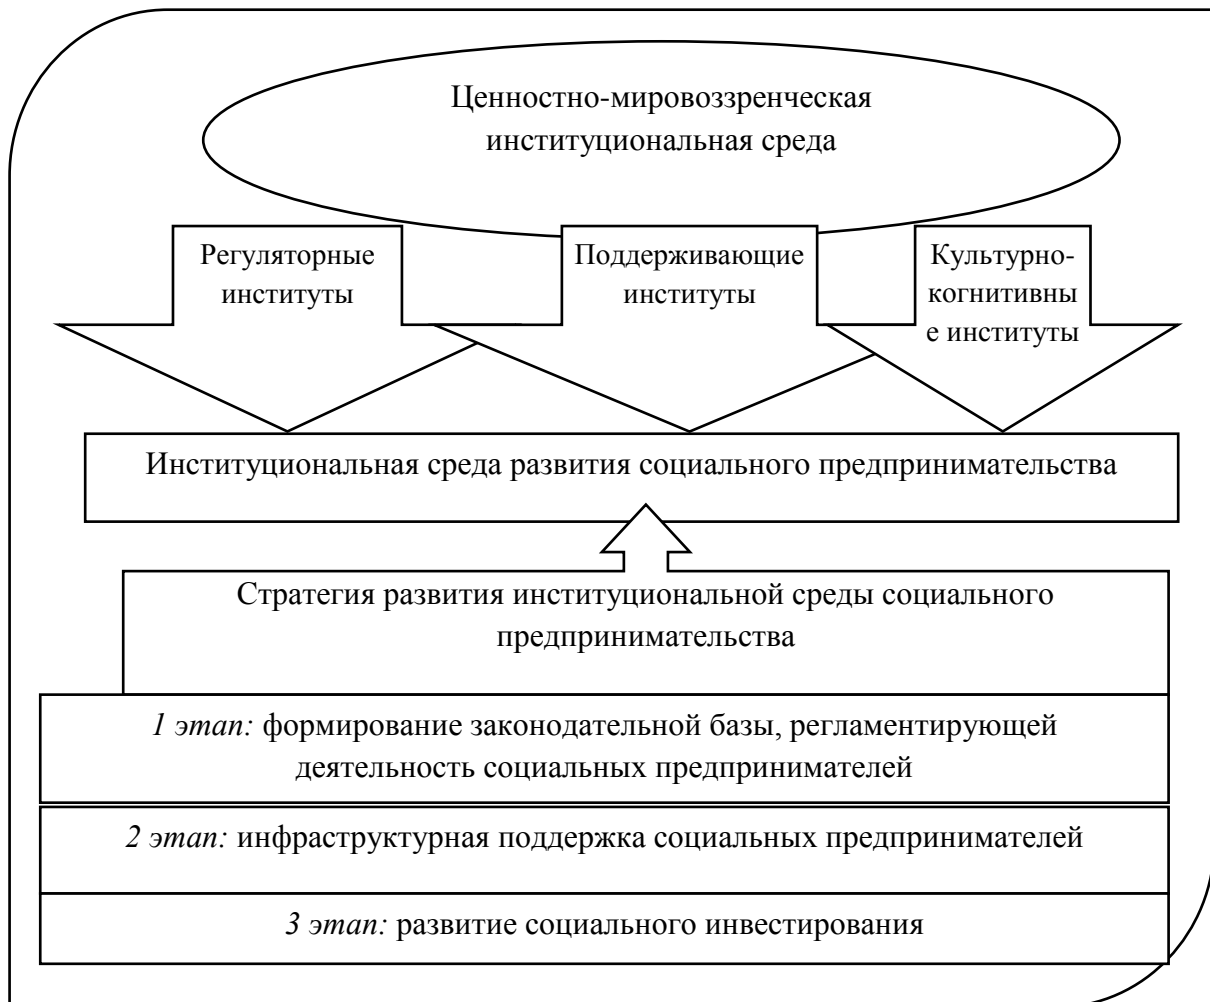 Ценностно-мировоззренческая
институциональная среда
Регуляторные
институты
Поддерживающие
институты
Культурно-
когнитивны
е институты
Институциональная среда развития социального предпринимательства
Стратегия развития институциональной среды социального
предпринимательства
1 этап: формирование законодательной базы, регламентирующей
деятельность социальных предпринимателей
2 этап: инфраструктурная поддержка социальных предпринимателей
3 этап: развитие социального инвестирования